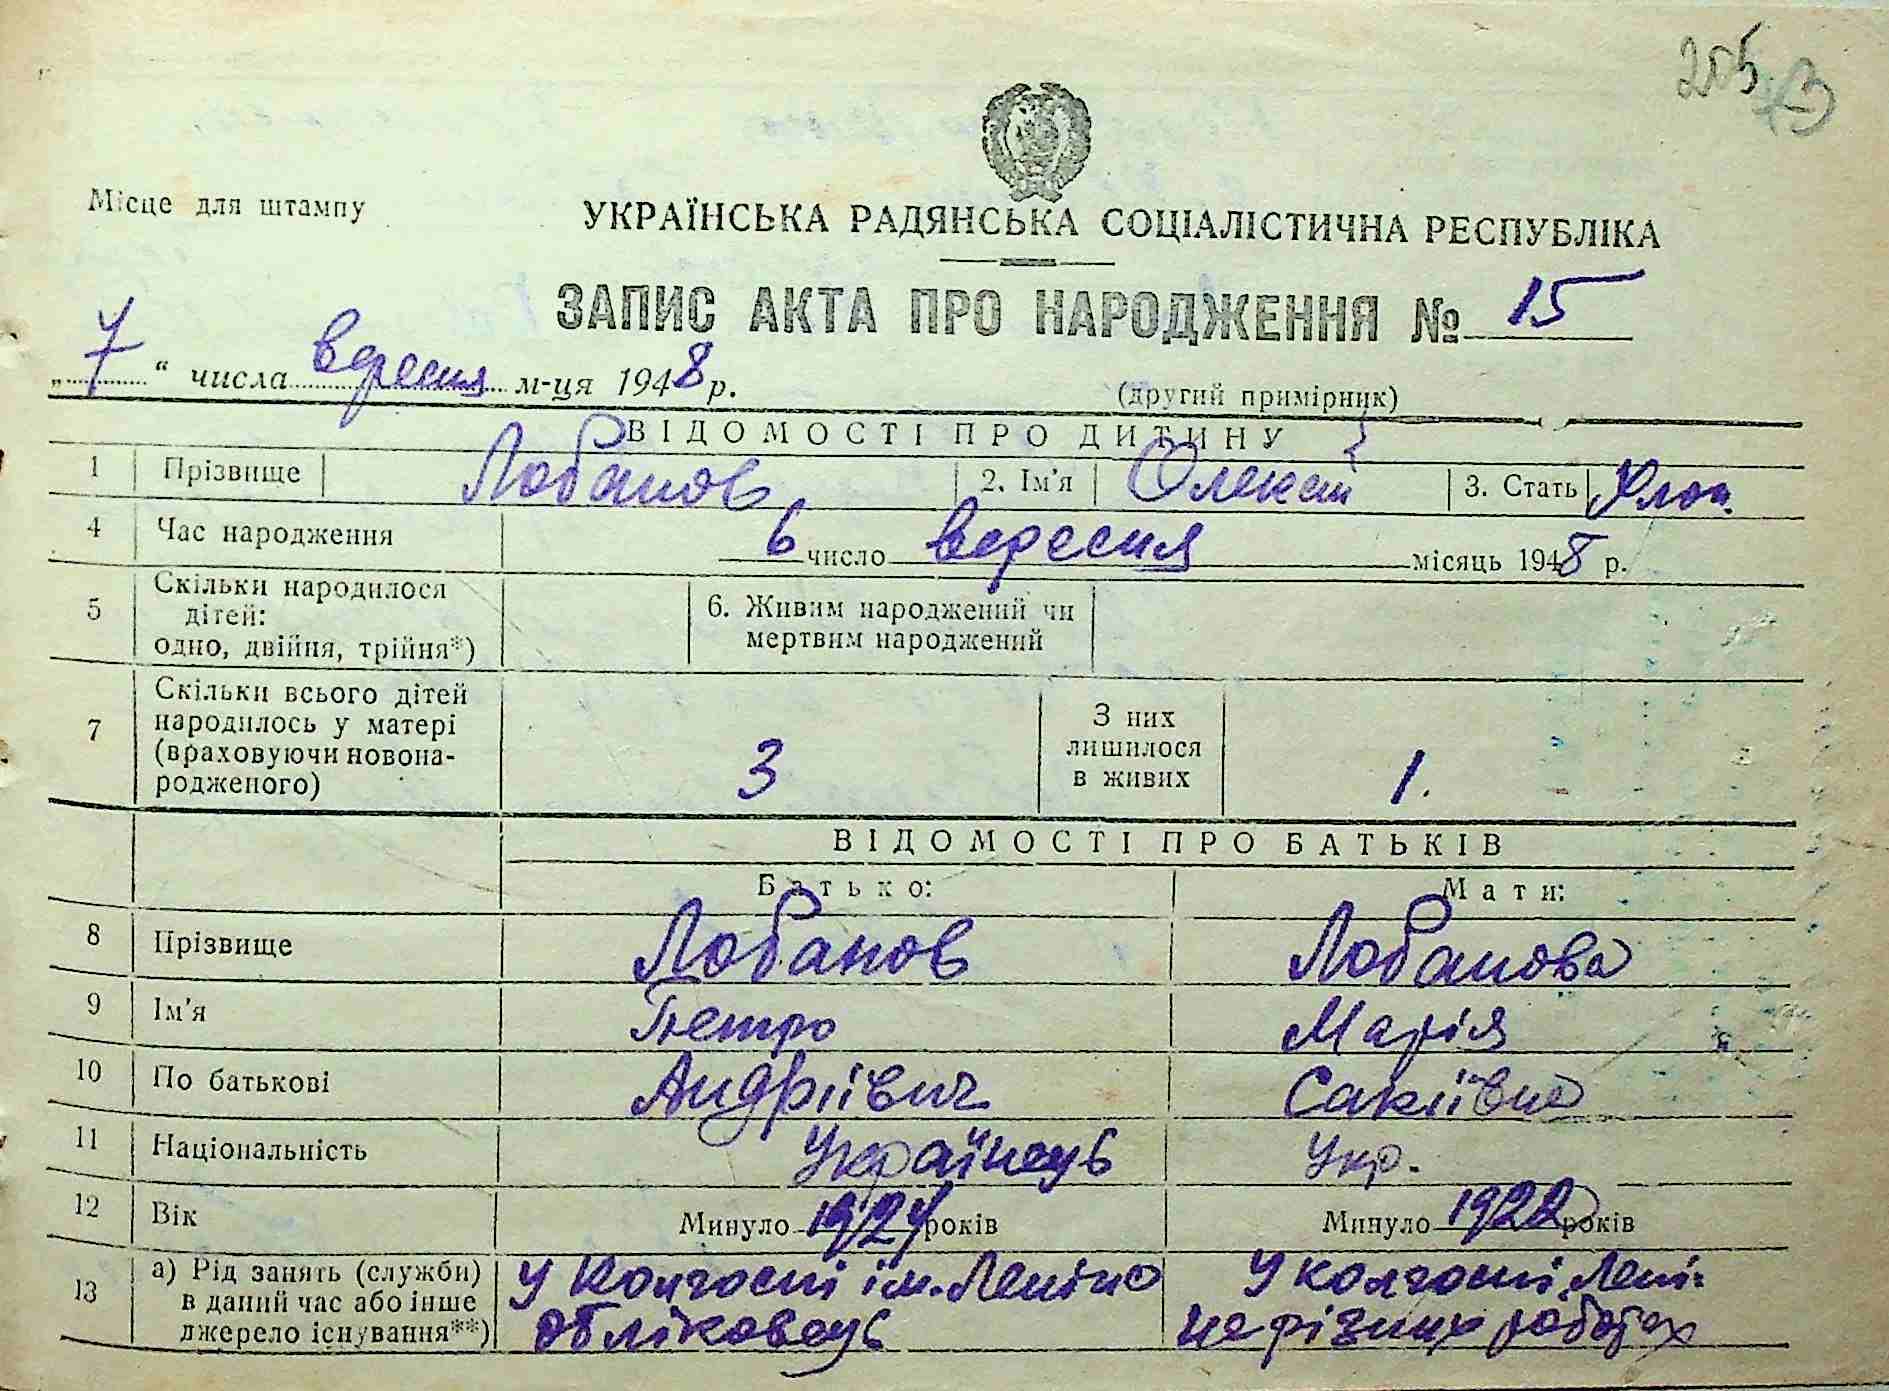 205
Місце для штампу
УКРАЇНСЬКА РАДЯНСЬКА СОЦІАЛІСТИЧНА РЕСПУБЛІКА
ЗАПИС АКТА ПРО НАРОДЖЕННЯ № 15
„7“ числа вересня м-ця 1948 р.
(другий примірник)
ВІДОМОСТІ ПРО ДИТИНУ
1 Прізвище Лобанов 2. Ім'я Олексій 3. Стать Хлоп.
4 Час народження 6 число вересня місяць 1948 р.
5 Скільки народилося дітей: одно, двійня, трійня*) 6. Живим народжений чи мертвим народжений
7 Скільки всього дітей народилось у матері (враховуючи новонародженого) 3 З них лишилося в живих 1.
ВІДОМОСТІ ПРО БАТЬКІВ
Батько: Мати:
8 Прізвище Лобанов Лобанова
9 Ім'я Петро Марія
10 По батькові Андріївич Сакіївна
11 Національність Українець Укр.
12 Вік Минуло 1924 років Минуло 1922 років
13 а) Рід занять (служби) в даний час або інше джерело існування**) У колгоспі ім. Леніна обліковець У колгоспі Леніна різних роботах